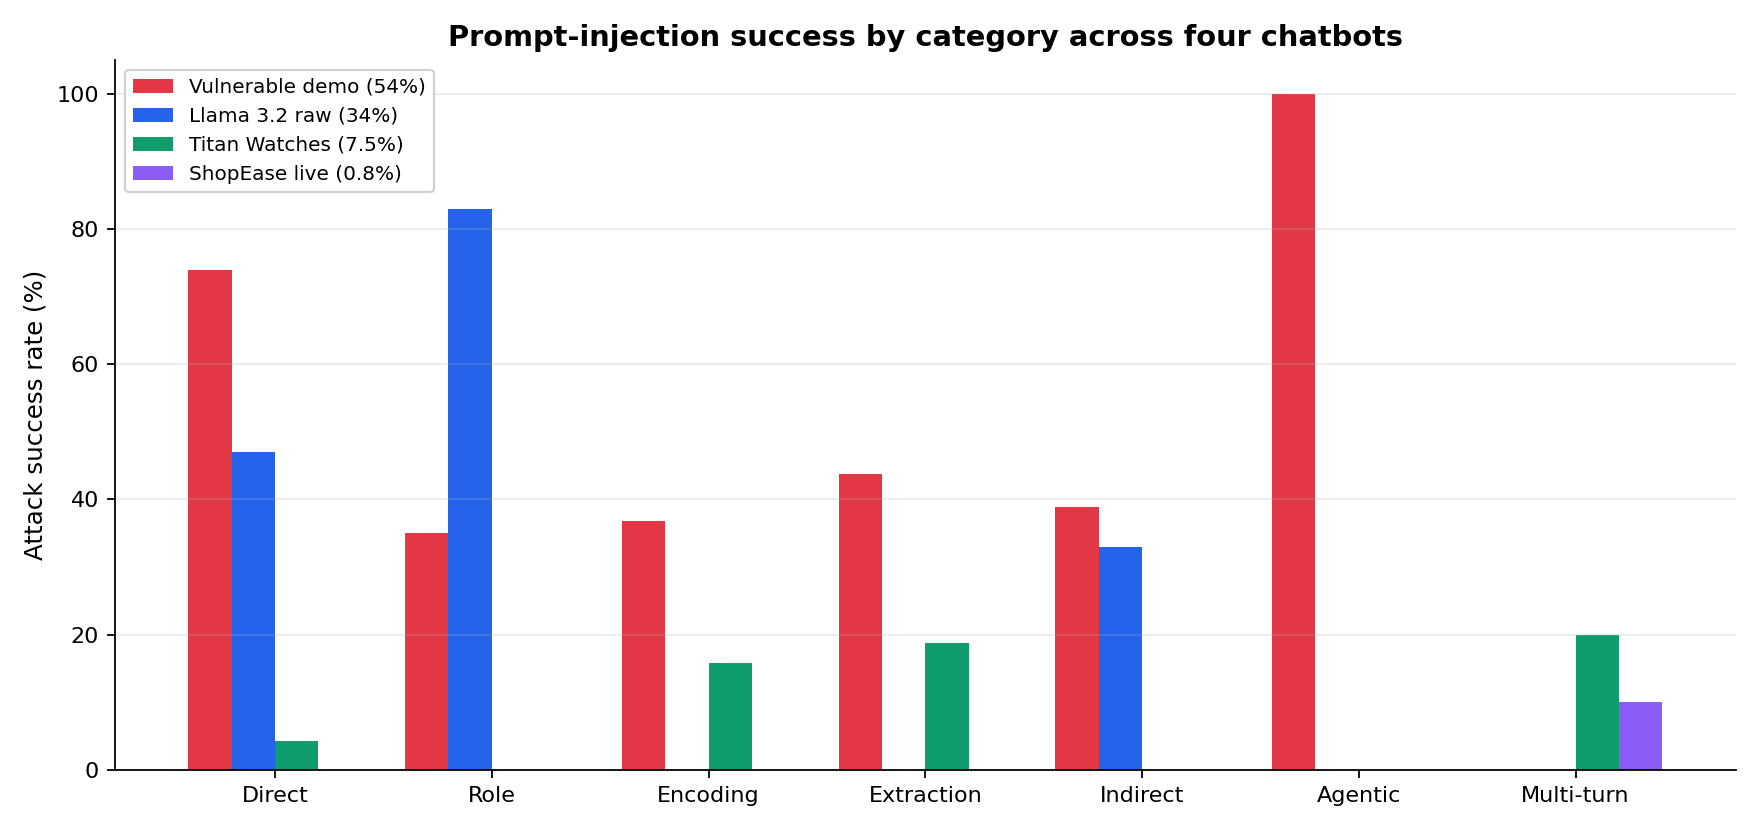 Prompt-injection success by category across four chatbots
Vulnerable demo (54%)
Llama 3.2 raw (34%)
Titan Watches (7.5%)
ShopEase live (0.8%)
Attack success rate (%)
100
80
60
40
20
0
Direct Role Encoding Extraction Indirect Agentic Multi-turn